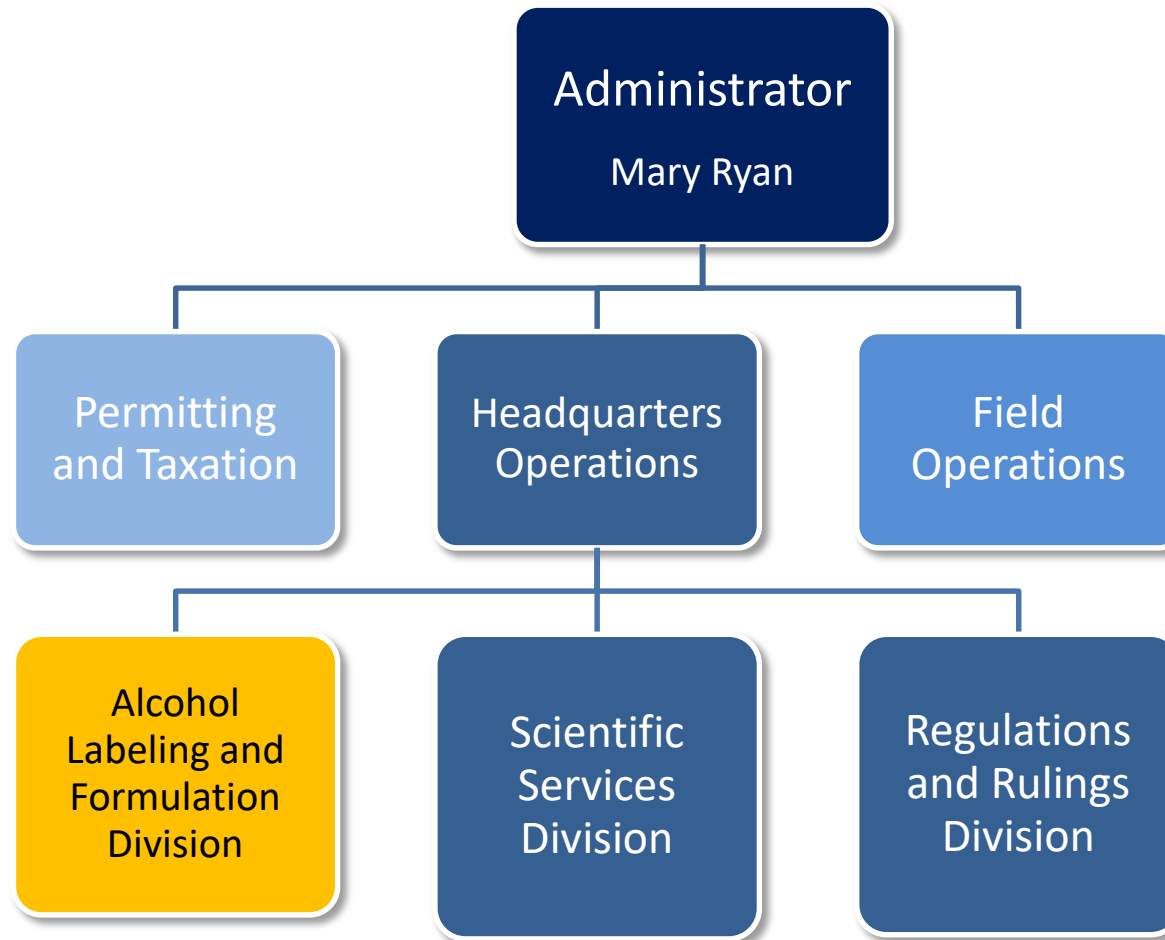 Administrator
Mary Ryan
Permitting
and Taxation
Headquarters
Operations
Field
Operations
Alcohol
Labeling and
Formulation
Division
Scientific
Services
Division
Regulations
and Rulings
Division